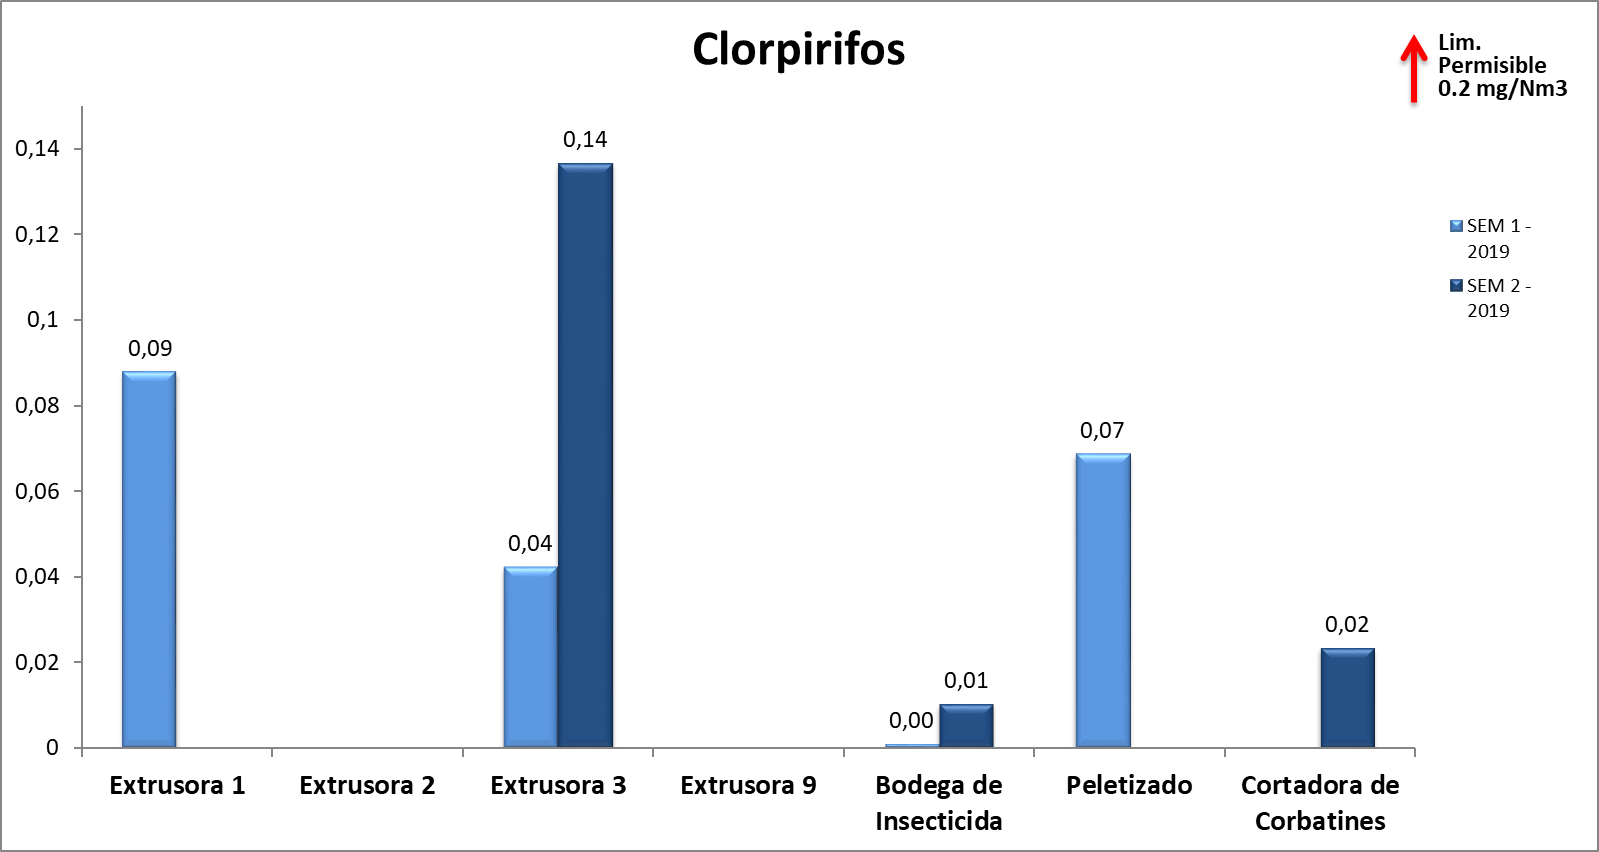 Clorpirifos
Lim.
Permisible
0.2 mg/Nm3
0,14
0,12
0,1
0,08
0,06
0,04
0,02
0
0,09
0,04
0,14
0,00
0,01
0,07
0,02
SEM 1 -
2019
SEM 2 -
2019
Extrusora 1
Extrusora 2
Extrusora 3
Extrusora 9
Bodega de
Insecticida
Peletizado
Cortadora de
Corbatines